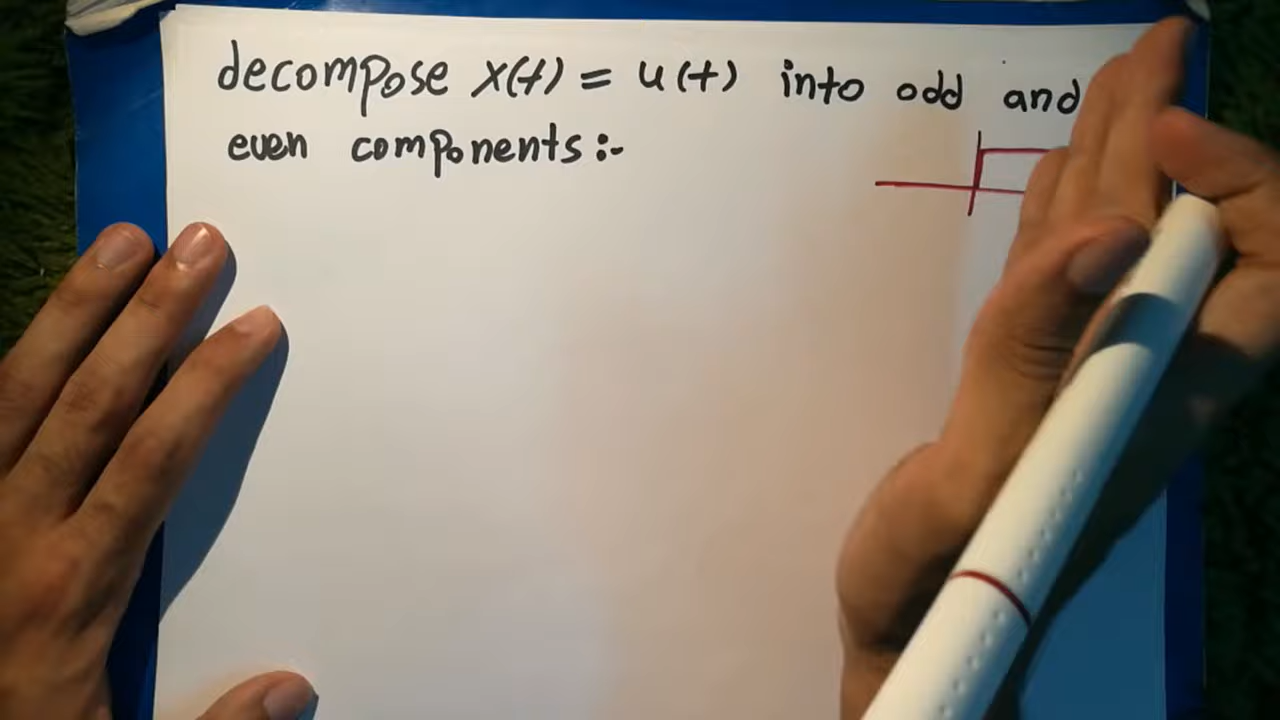 decompose x(t) = u(t) into odd and
even components :-